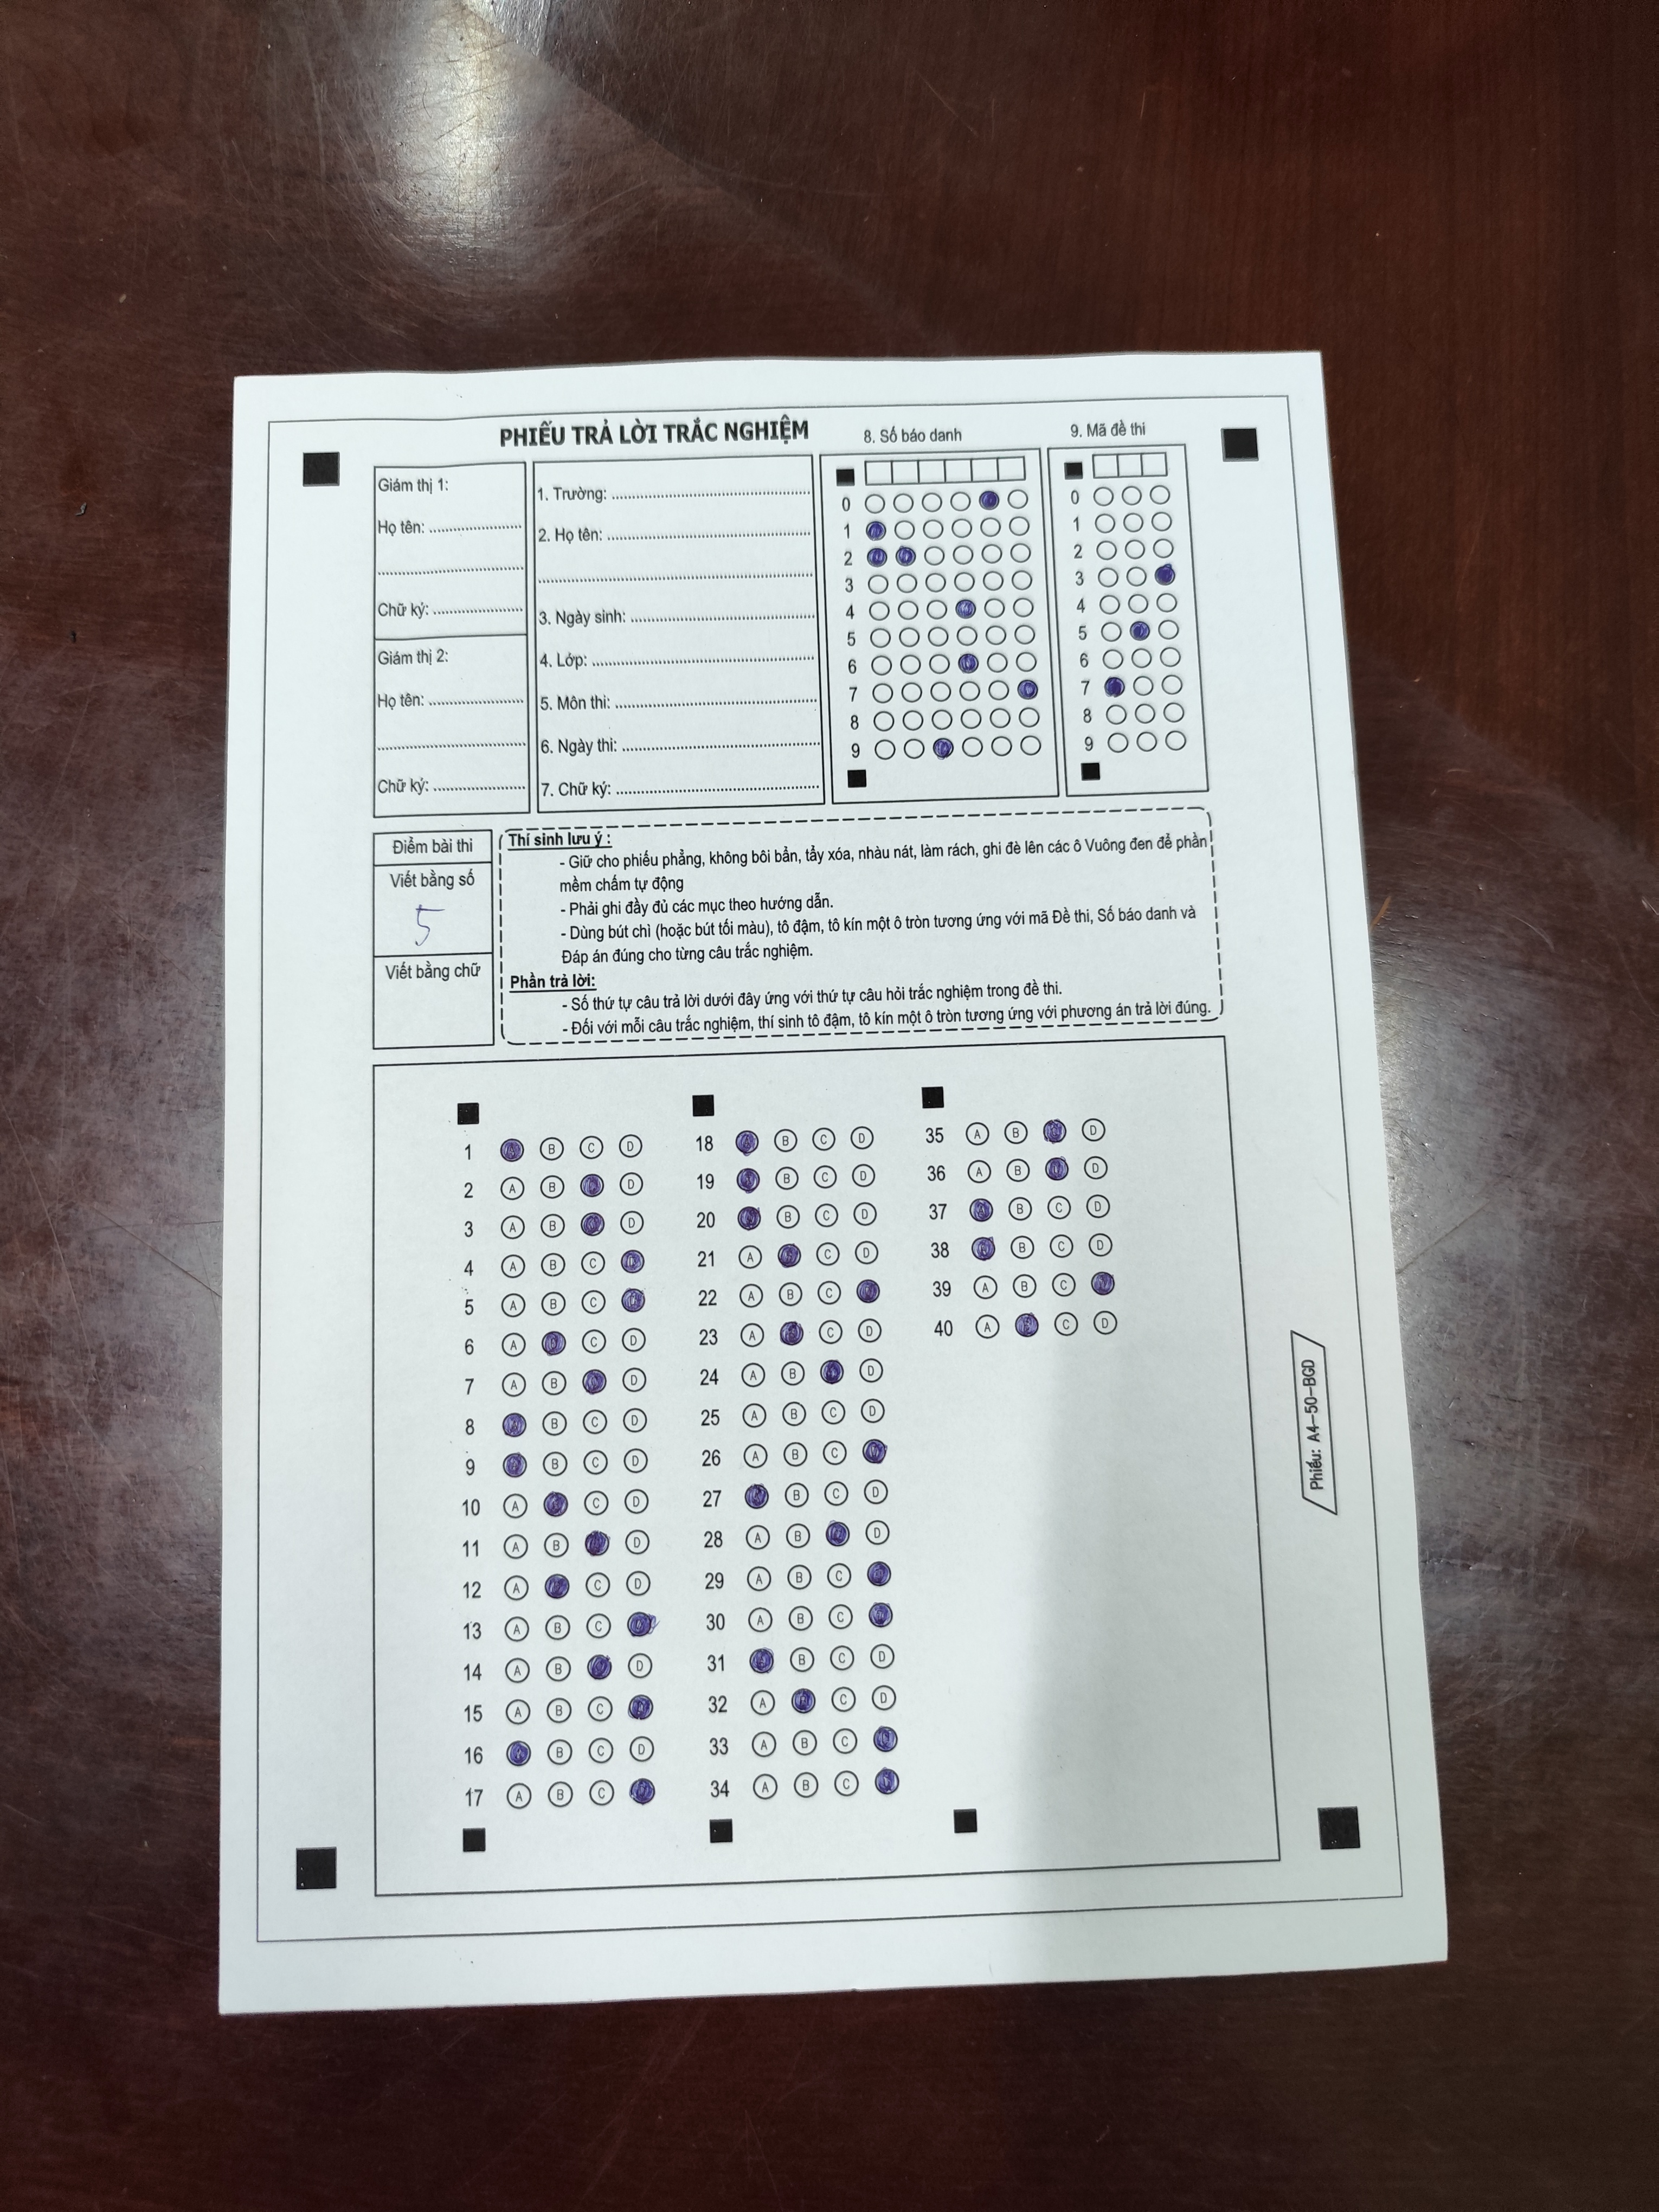 PHIẾU TRẢ LỜI TRẮC NGHIỆM
8. Số báo danh
9. Mã đề thi
Giám thị 1:
Họ tên: ........................
........................................
Chữ ký: ........................
Giám thị 2:
Họ tên: ........................
........................................
Chữ ký: ........................
1. Trường: ..................................................
2. Họ tên: ..................................................
....................................................................
3. Ngày sinh: .............................................
4. Lớp: .......................................................
5. Môn thi: .................................................
6. Ngày thi: ................................................
7. Chữ ký: .................................................
0
1
2
3
4
5
6
7
8
9
0
1
2
3
4
5
6
7
8
9
Điểm bài thi
Viết bằng số
5
Viết bằng chữ
Thí sinh lưu ý :
- Giữ cho phiếu phẳng, không bôi bẩn, tẩy xóa, nhàu nát, làm rách, ghi đè lên các ô Vuông đen để phần
mềm chấm tự động
- Phải ghi đầy đủ các mục theo hướng dẫn.
- Dùng bút chì (hoặc bút tối màu), tô đậm, tô kín một ô tròn tương ứng với mã Đề thi, Số báo danh và
Đáp án đúng cho từng câu trắc nghiệm.
Phần trả lời:
- Số thứ tự câu trả lời dưới đây ứng với thứ tự câu hỏi trắc nghiệm trong đề thi.
- Đối với mỗi câu trắc nghiệm, thí sinh tô đậm, tô kín một ô tròn tương ứng với phương án trả lời đúng.
1 B C D
2 A B D
3 A B D
4 A B C
5 A B C
6 A C D
7 A B D
8 B C D
9 B C D
10 A C D
11 A B D
12 A C D
13 A B C
14 A B D
15 A B C
16 B C D
17 A B C
18 B C D
19 B C D
20 B C D
21 A C D
22 A B C
23 A C D
24 A B D
25 A B C D
26 A B C
27 B C D
28 A B D
29 A B C
30 A B C
31 B C D
32 A C D
33 A B C
34 A B C
35 A B D
36 A B D
37 B C D
38 B C D
39 A B C
40 A C D
Phiếu: A4-50-BGD